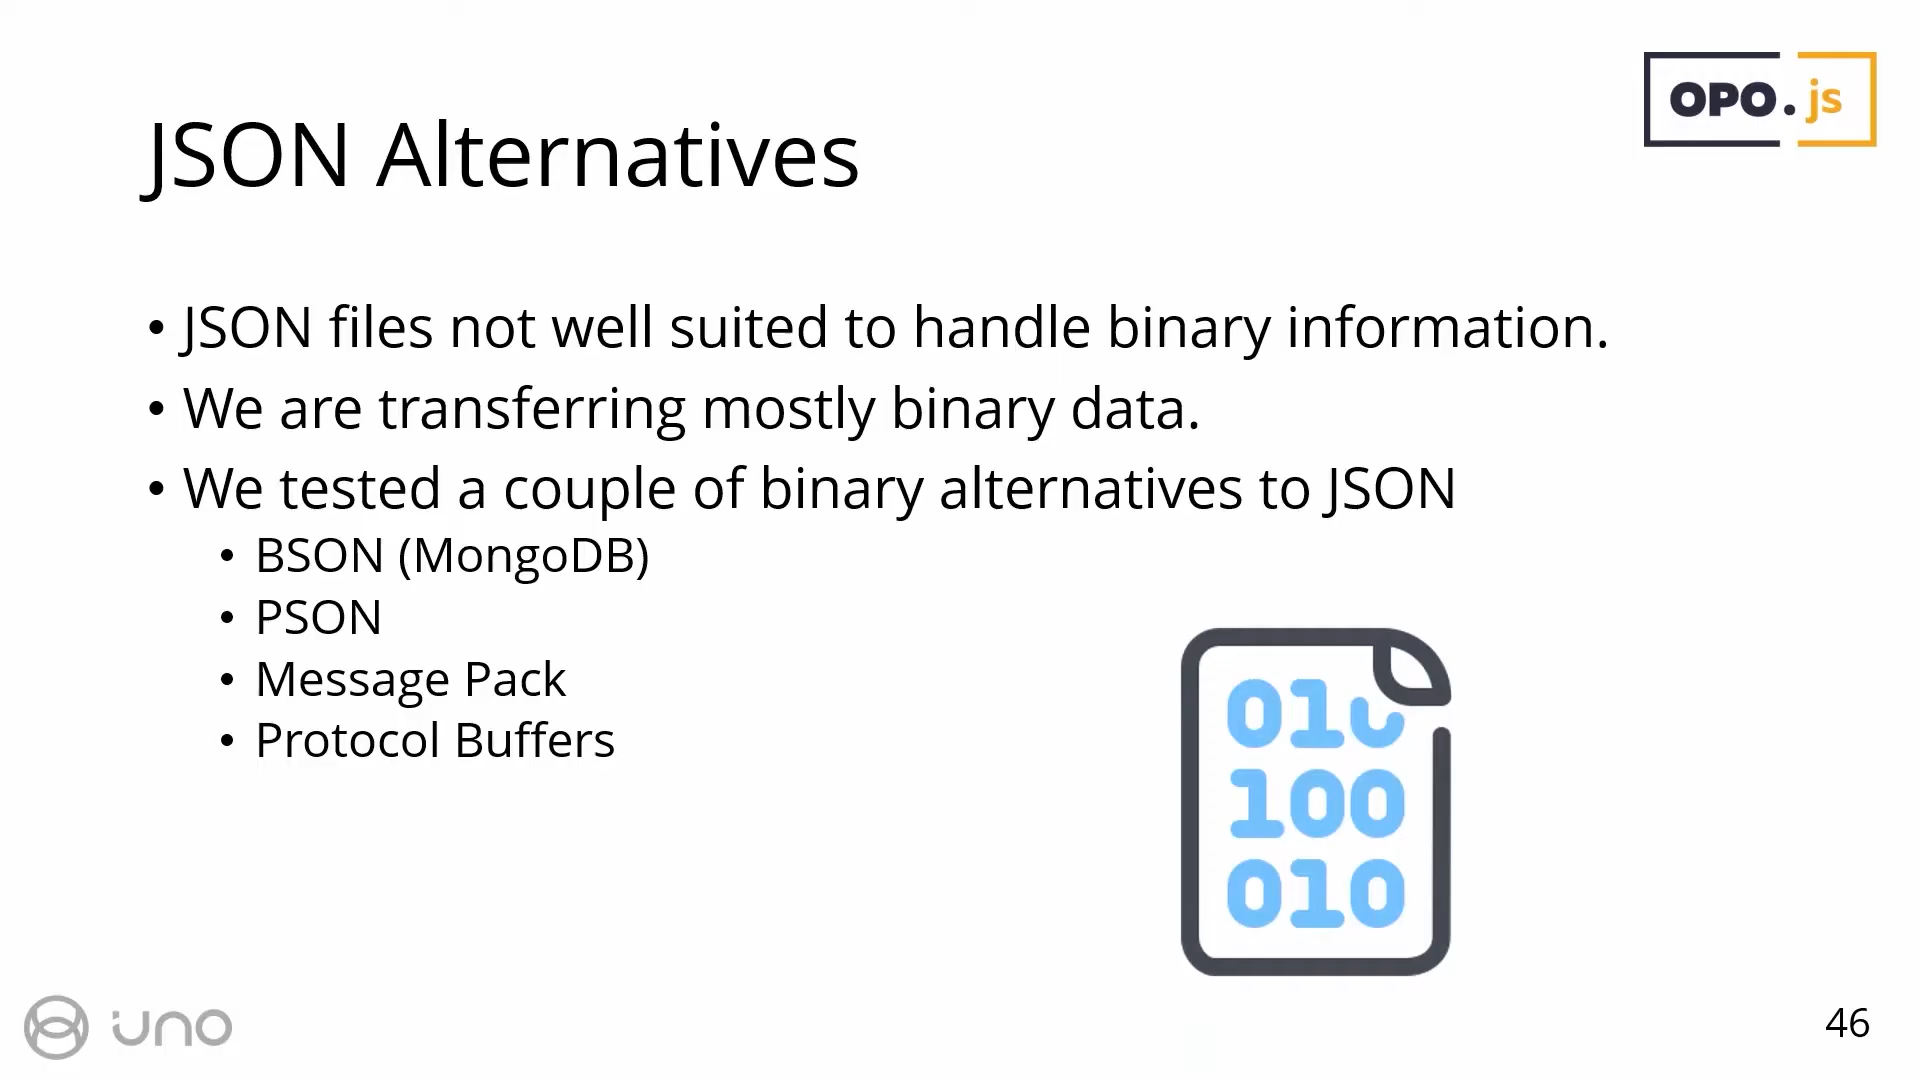 OPO.js
JSON Alternatives
• JSON files not well suited to handle binary information.
• We are transferring mostly binary data.
• We tested a couple of binary alternatives to JSON
• BSON (MongoDB)
• PSON
• Message Pack
• Protocol Buffers
010
100
010
uno
46